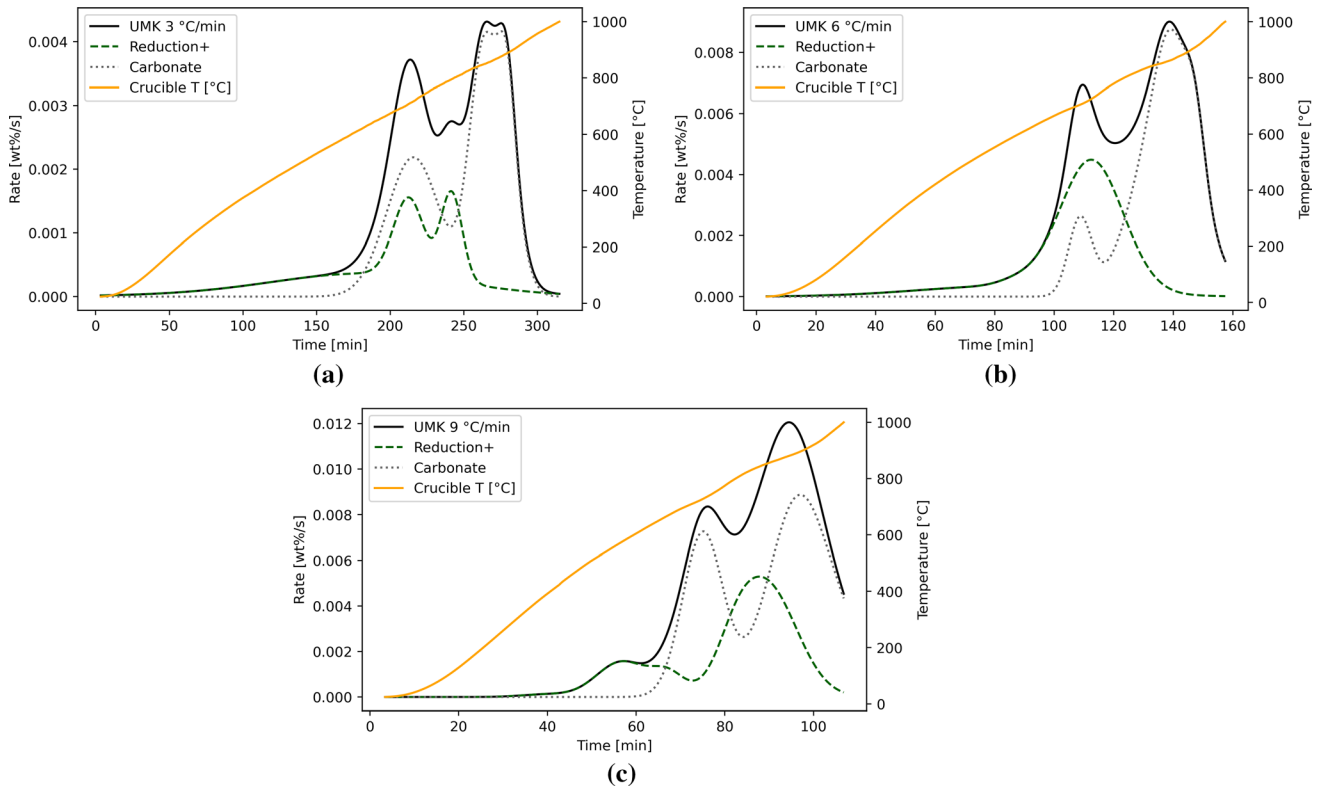 UMK 3 °C/min
Reduction+
Carbonate
Crucible T [°C]
0.004
0.003
0.002
0.001
0.000
Rate [wt%/s]
1000
800
600
400
200
0
Temperature [°C]
0 50 100 150 200 250 300
Time [min]
(a)
UMK 6 °C/min
Reduction+
Carbonate
Crucible T [°C]
0.008
0.006
0.004
0.002
0.000
Rate [wt%/s]
1000
800
600
400
200
0
Temperature [°C]
0 20 40 60 80 100 120 140 160
Time [min]
(b)
UMK 9 °C/min
Reduction+
Carbonate
Crucible T [°C]
0.012
0.010
0.008
0.006
0.004
0.002
0.000
Rate [wt%/s]
1000
800
600
400
200
0
Temperature [°C]
0 20 40 60 80 100
Time [min]
(c)